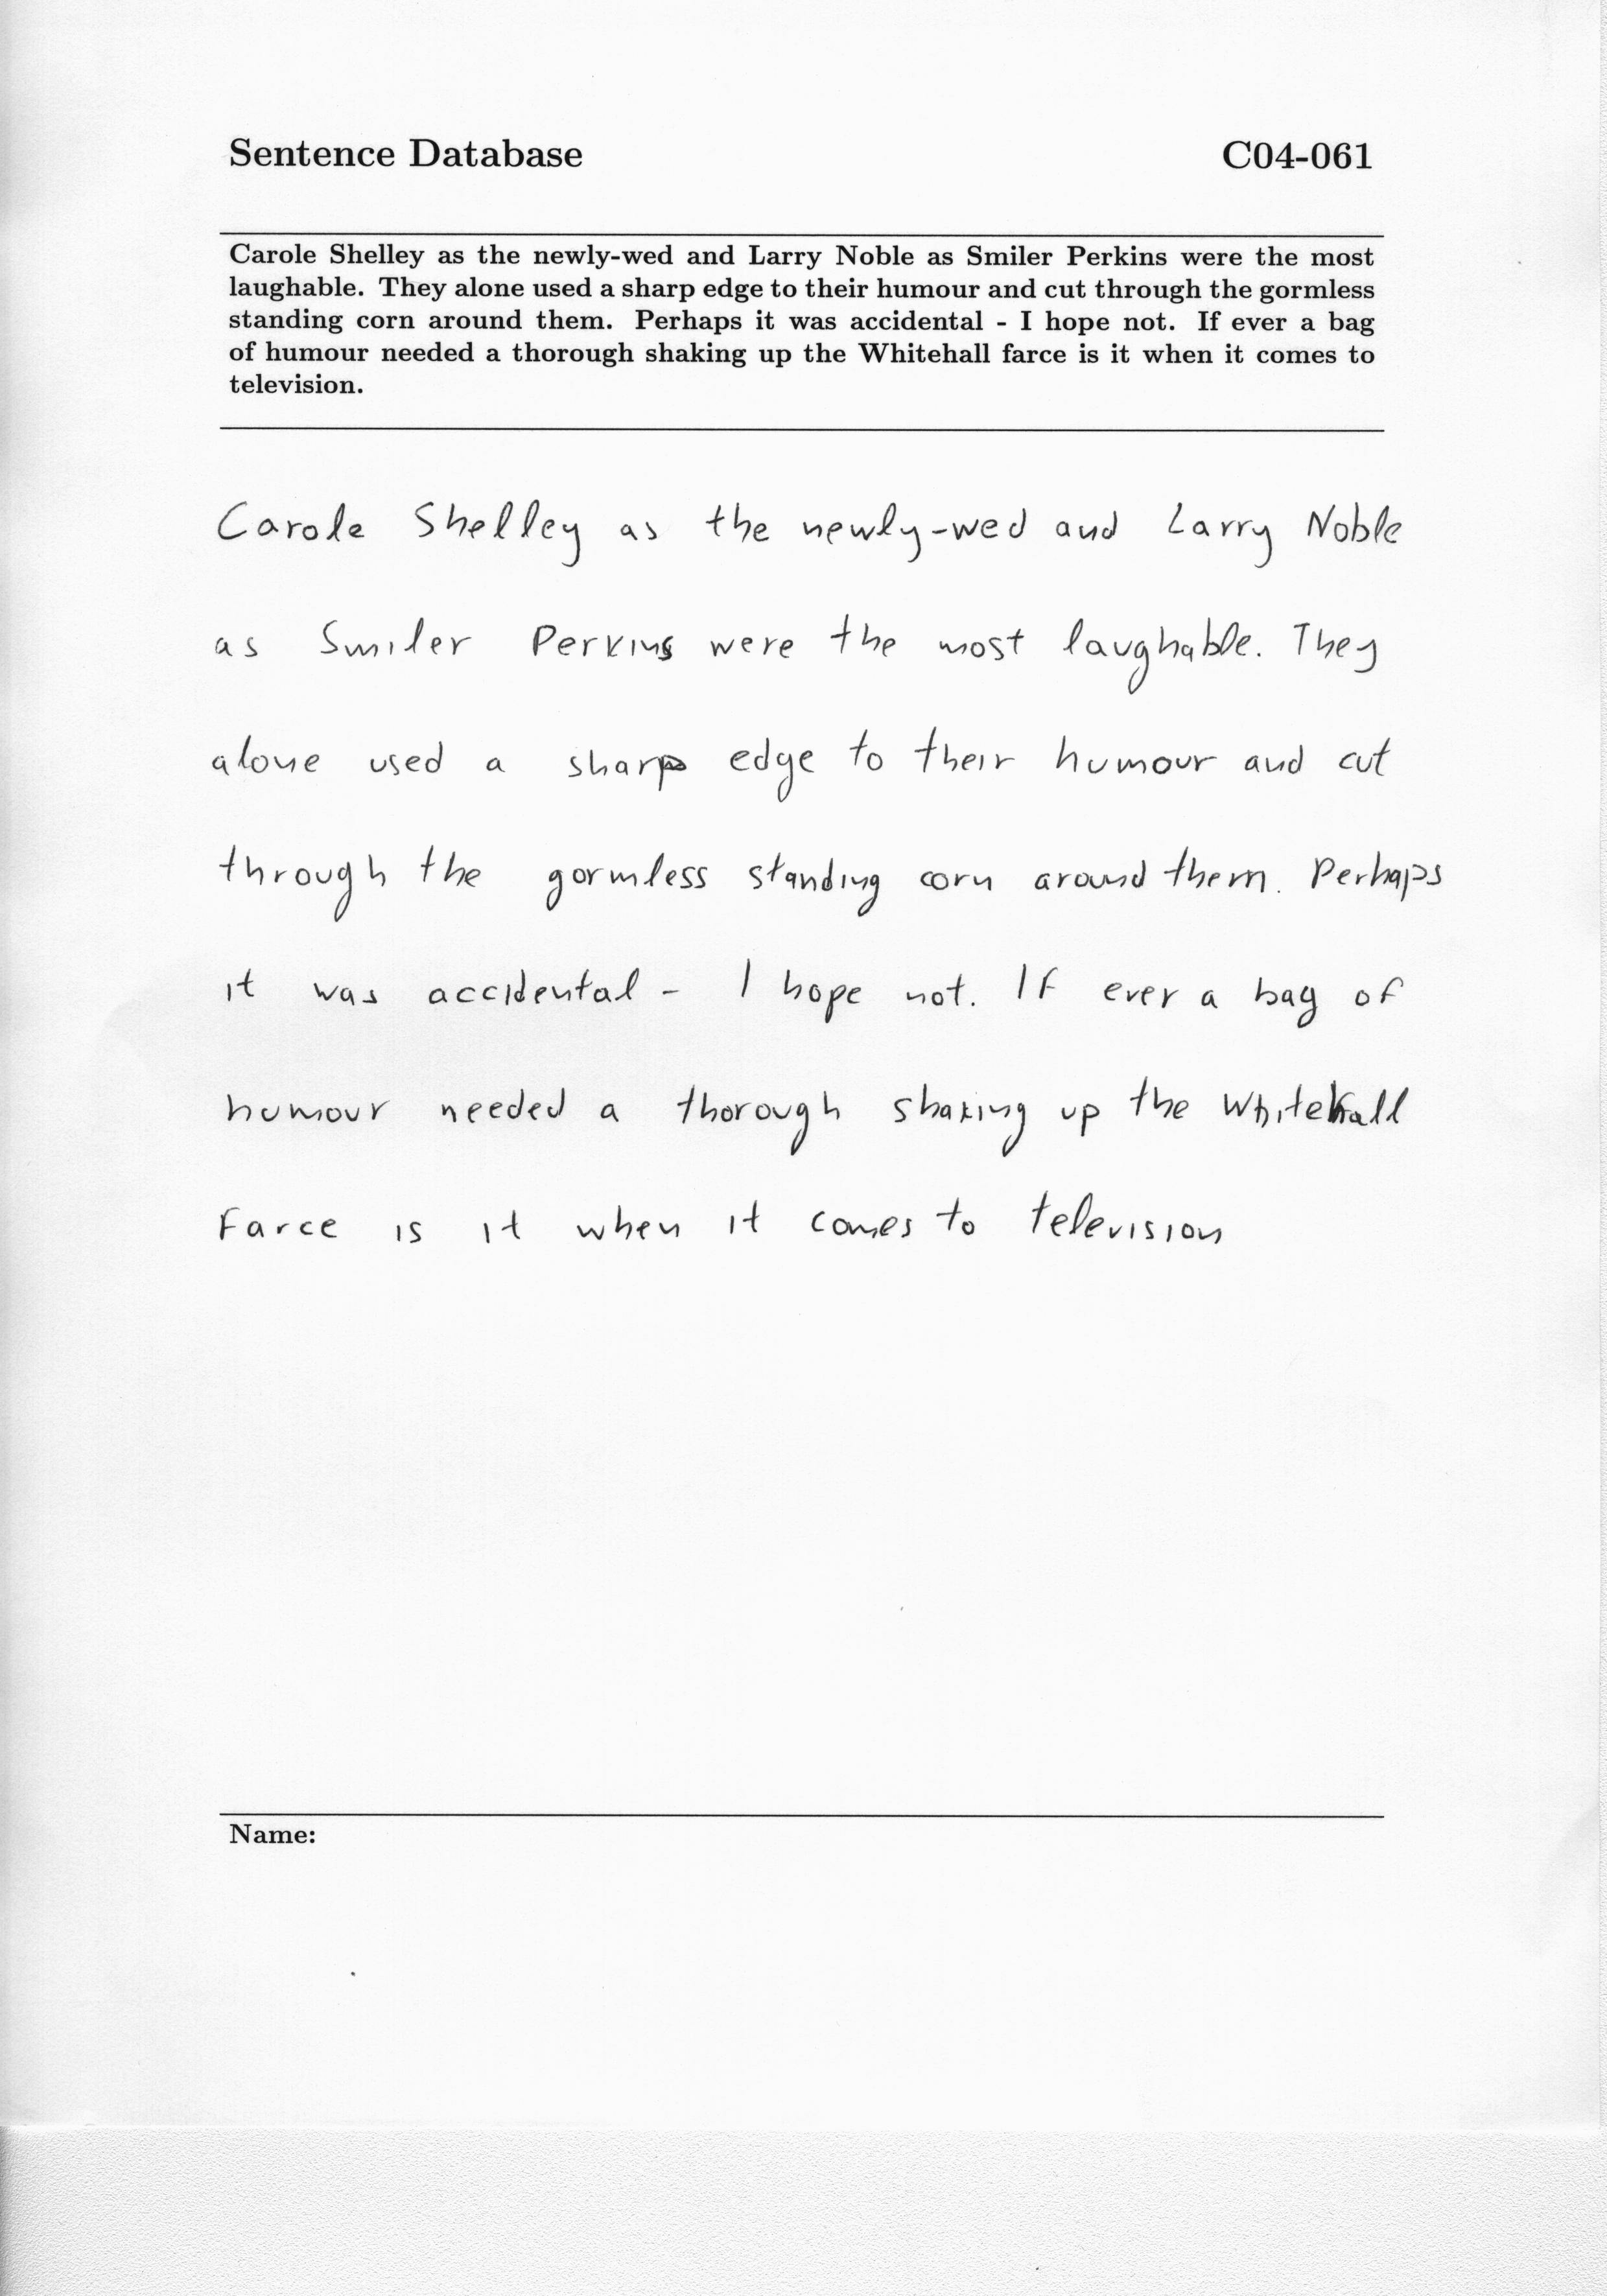 Sentence Database C04-061
Carole Shelley as the newly-wed and Larry Noble as Smiler Perkins were the most
laughable. They alone used a sharp edge to their humour and cut through the gormless
standing corn around them. Perhaps it was accidental - I hope not. If ever a bag
of humour needed a thorough shaking up the Whitehall farce is it when it comes to
television.
Carole Shelley as the newly-wed and Larry Noble
as Smiler Perkins were the most laughable. They
alone used a sharp edge to their humour and cut
through the gormless standing corn around them. Perhaps
it was accidental - I hope not. If ever a bag of
humour needed a thorough shaking up the Whitehall
Farce is it when it comes to television
Name: